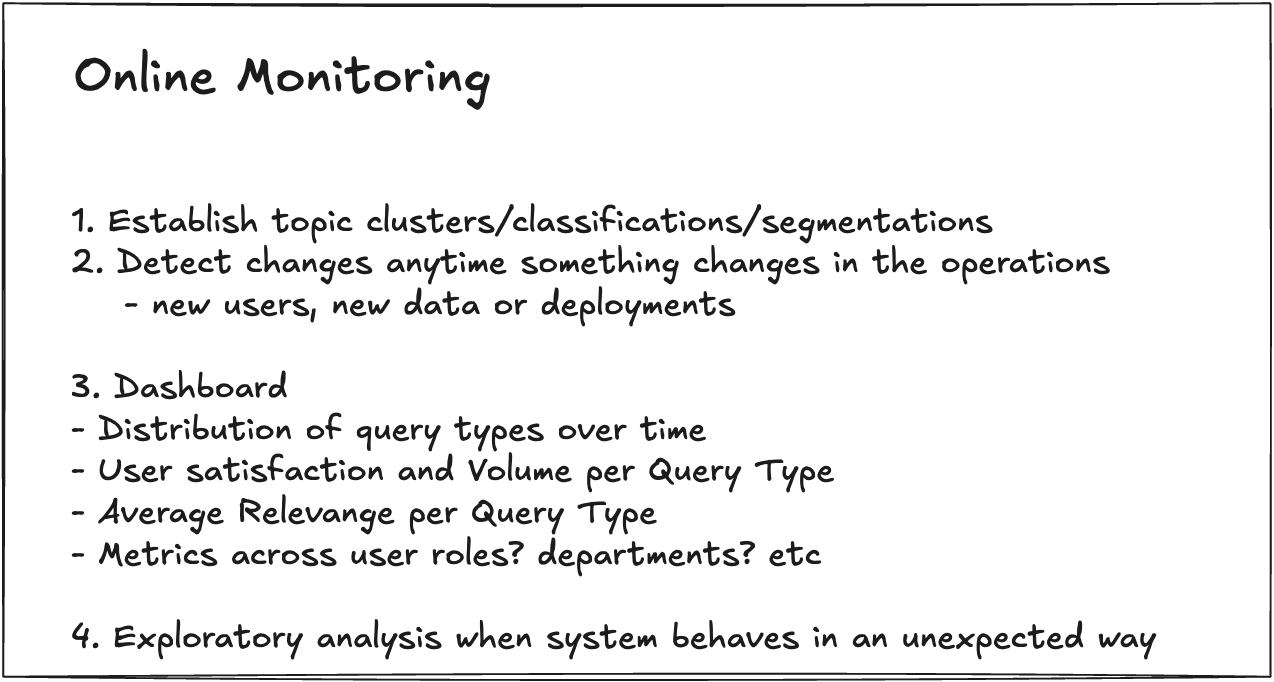 Online Monitoring
1. Establish topic clusters/classifications/segmentations
2. Detect changes anytime something changes in the operations
- new users, new data or deployments
3. Dashboard
- Distribution of query types over time
- User satisfaction and Volume per Query Type
- Average Relevange per Query Type
- Metrics across user roles? departments? etc
4. Exploratory analysis when system behaves in an unexpected way